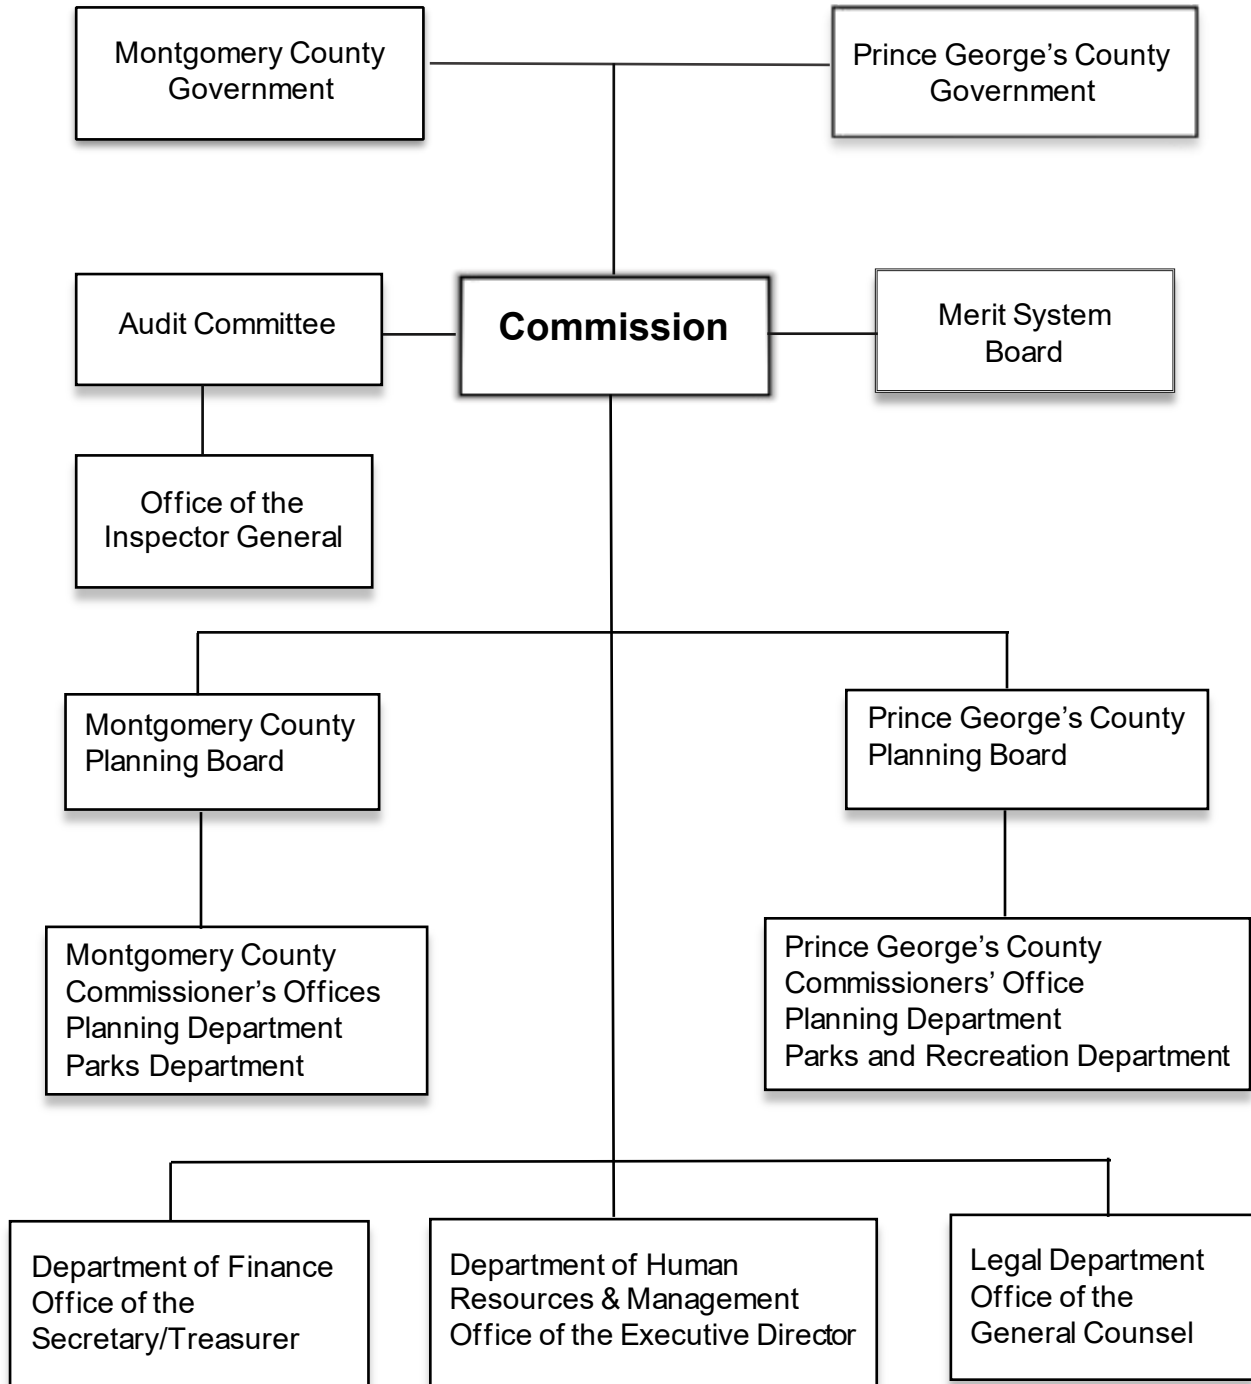 Montgomery County
Government
Prince George’s County
Government
Audit Committee
Commission
Merit System
Board
Office of the
Inspector General
Montgomery County
Planning Board
Prince George’s County
Planning Board
Montgomery County
Commissioner’s Offices
Planning Department
Parks Department
Prince George’s County
Commissioners’ Office
Planning Department
Parks and Recreation Department
Department of Finance
Office of the
Secretary/Treasurer
Department of Human
Resources & Management
Office of the Executive Director
Legal Department
Office of the
General Counsel